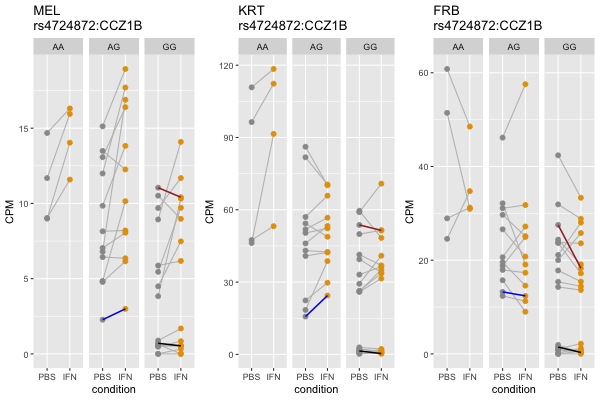 MEL
rs4724872:CCZ1B
AA AG GG
CPM
15
10
5
0
PBS IFN PBS IFN PBS IFN
condition
KRT
rs4724872:CCZ1B
AA AG GG
CPM
120
90
60
30
0
PBS IFN PBS IFN PBS IFN
condition
FRB
rs4724872:CCZ1B
AA AG GG
CPM
60
40
20
0
PBS IFN PBS IFN PBS IFN
condition